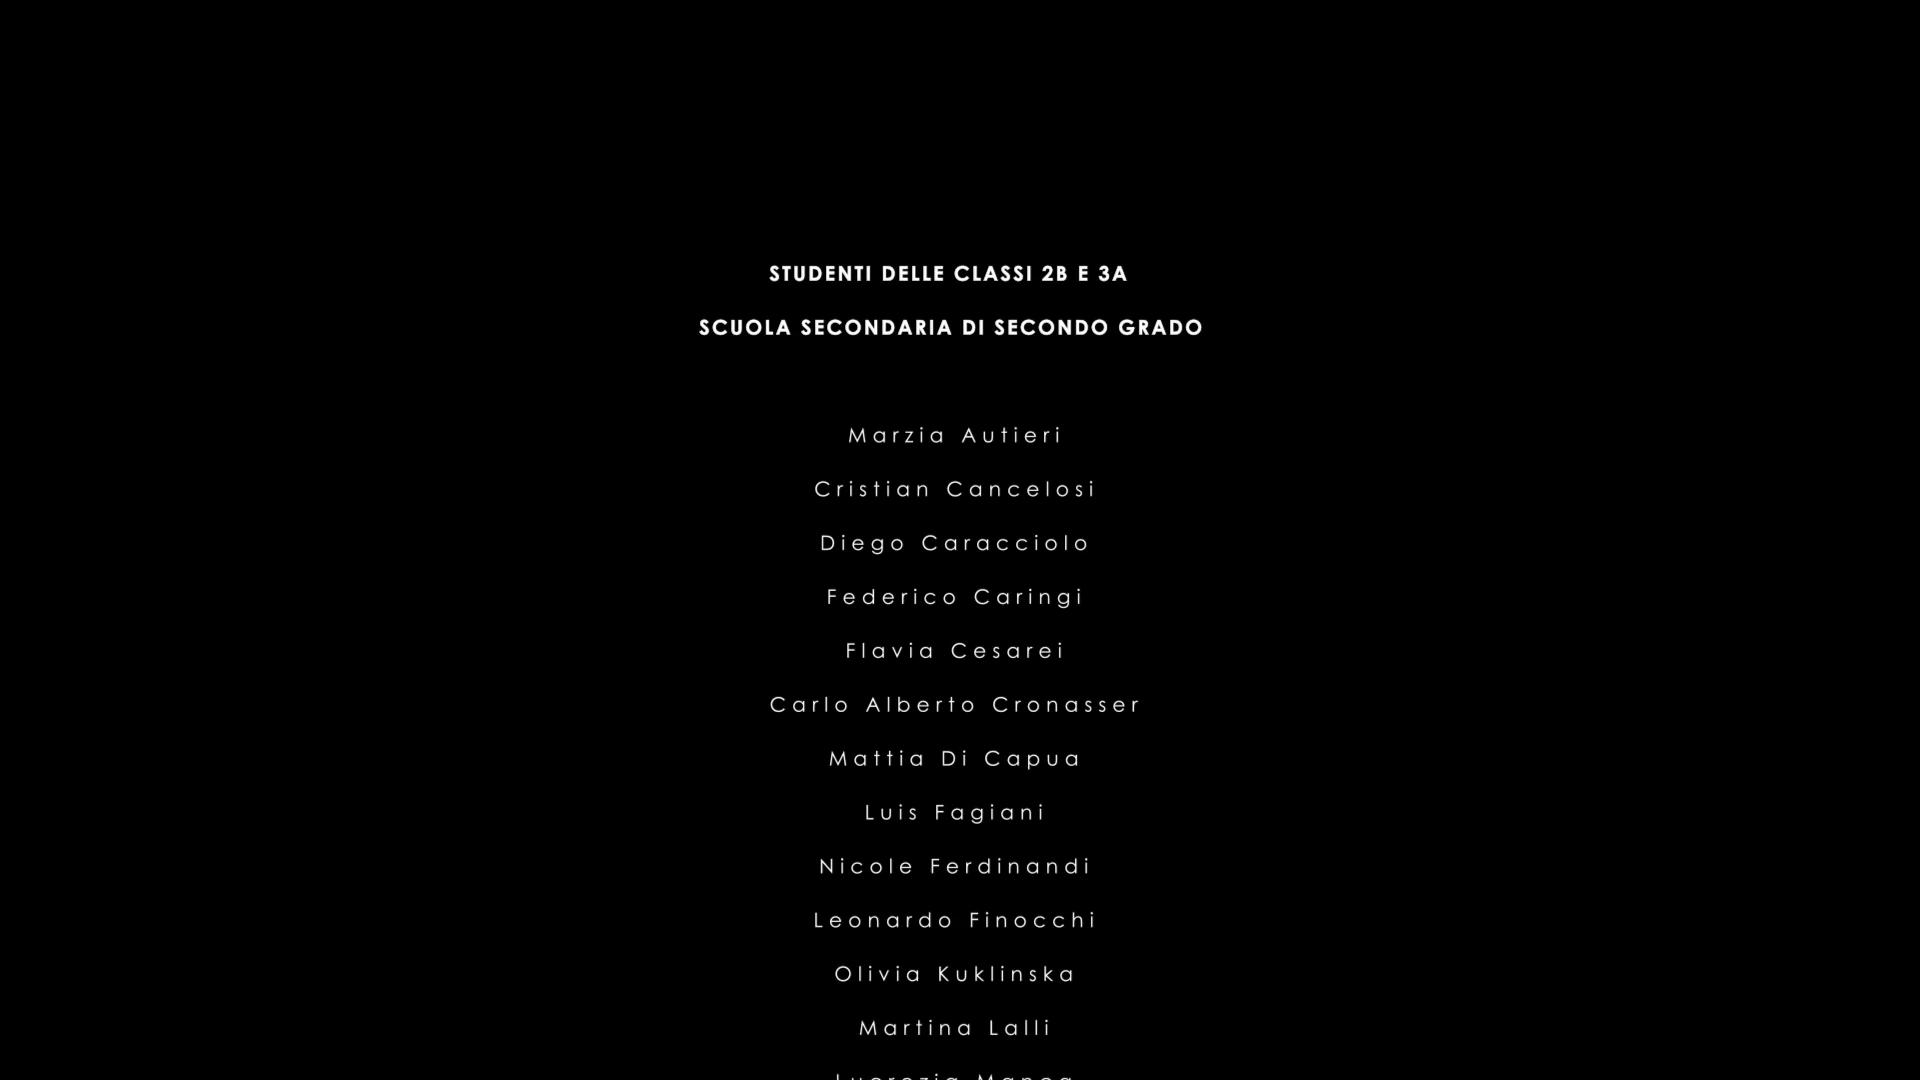 STUDENTI DELLE CLASSI 2B E 3A
SCUOLA SECONDARIA DI SECONDO GRADO
Marzia Autieri
Cristian Cancelosi
Diego Caracciolo
Federico Caringi
Flavia Cesarei
Carlo Alberto Cronasser
Mattia Di Capua
Luis Fagiani
Nicole Ferdinandi
Leonardo Finocchi
Olivia Kuklinska
Martina Lalli
Lucrezia